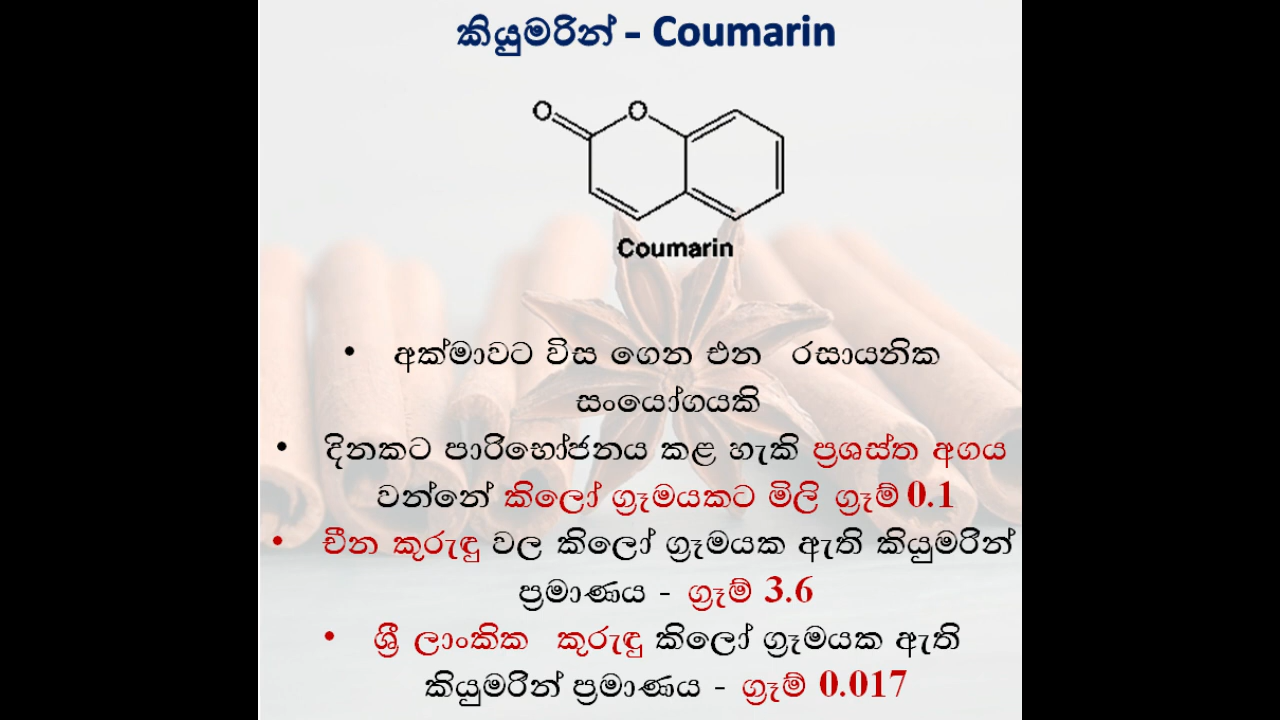 කියුමරින් – Coumarin
O
O
Coumarin
• අක්මාවට විස ගෙන එන රසායනික
සංයෝගයකි
• දිනකට පාරිභෝජනය කළ හැකි ප්‍රශස්ත අගය
වන්නේ කිලෝ ග්‍රෑමයකට මිලි ග්‍රෑම් 0.1
• චීන කුරුඳු වල කිලෝ ග්‍රෑමයක ඇති කියුමරින්
ප්‍රමාණය - ග්‍රෑම් 3.6
• ශ්‍රී ලාංකික කුරුඳු කිලෝ ග්‍රෑමයක ඇති
කියුමරින් ප්‍රමාණය - ග්‍රෑම් 0.017